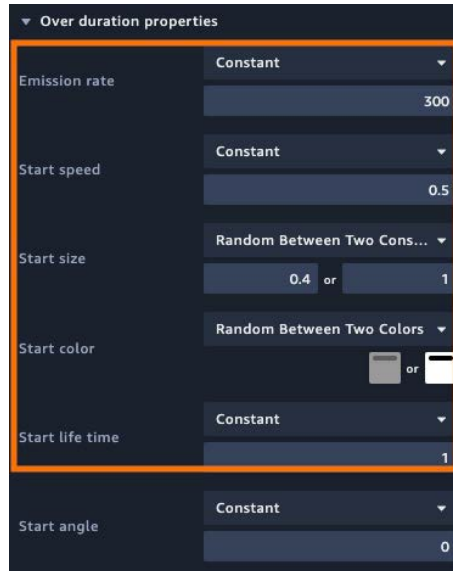 Over duration properties
Constant
Emission rate
300
Constant
Start speed
0.5
Random Between Two Cons...
Start size
0.4 or 1
Random Between Two Colors
Start color
or
Constant
Start life time
1
Constant
Start angle
0